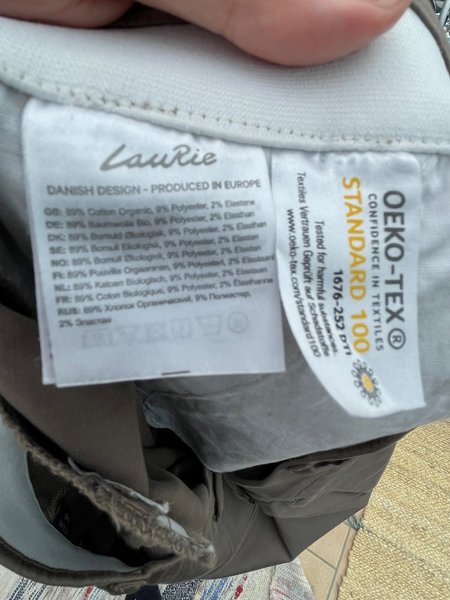 LauRie
DANISH DESIGN - PRODUCED IN EUROPE
GB: 89% Cotton Organic, 9% Polyester, 2% Elastane
DE: 89% Baumwolle Bio, 9% Polyester, 2% Elasthan
DK: 89% Bomuld Økologisk, 9% Polyester, 2% Elasthan
SE: 89% Bomull Ekologisk, 9% Polyester, 2% Elastan
NO: 89% Bomull Økologisk, 9% Polyester, 2% Elastan
FI: 89% Puuvilla Orgaaminen, 9% Polyester, 2% Elastaani
NL: 89% Katoen Biologisch, 9% Polyester, 2% Elastaan
FR: 89% Coton Biologique, 9% Polyester, 2% Elasthanne
RUS: 89% Хлопок Органический, 9% Полиэстер,
2% Эластан
OEKO-TEX®
CONFIDENCE IN TEXTILES
STANDARD 100
1676-252 DTI
Tested for harmful substances
Textiles Vertrauen Geprüft auf Schadstoffe
www.oeko-tex.com/standard100